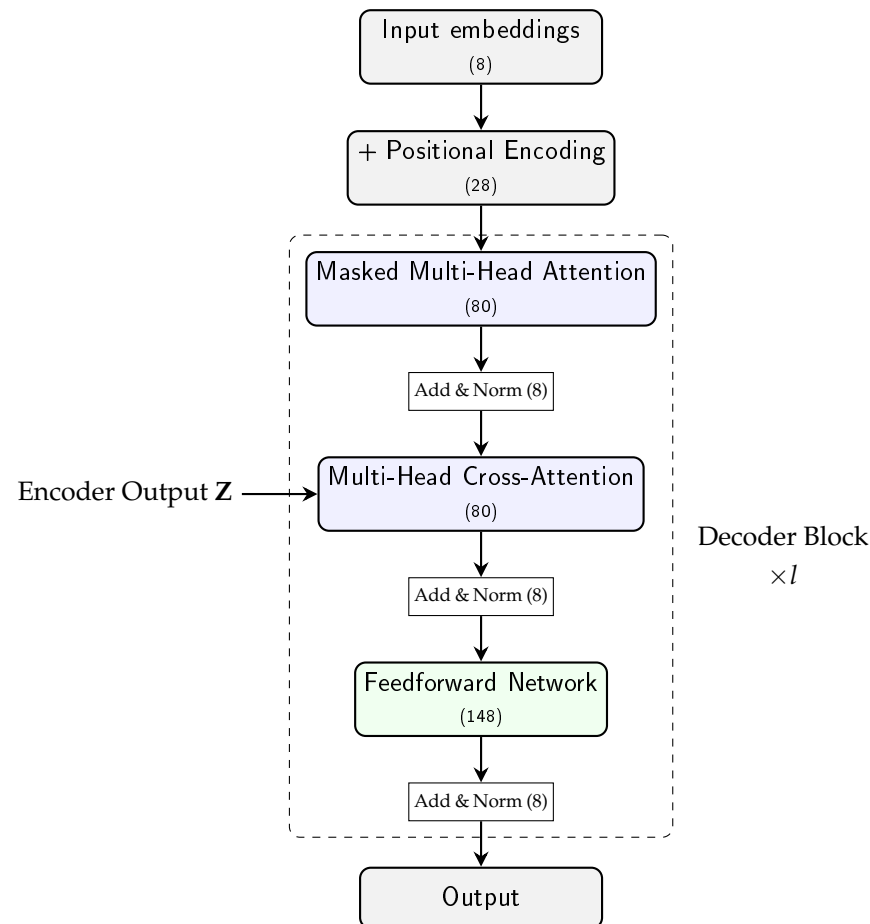 Input embeddings
(8)
+ Positional Encoding
(28)
Masked Multi-Head Attention
(80)
Add & Norm (8)
Encoder Output Z
Multi-Head Cross-Attention
(80)
Decoder Block
×l
Add & Norm (8)
Feedforward Network
(148)
Add & Norm (8)
Output